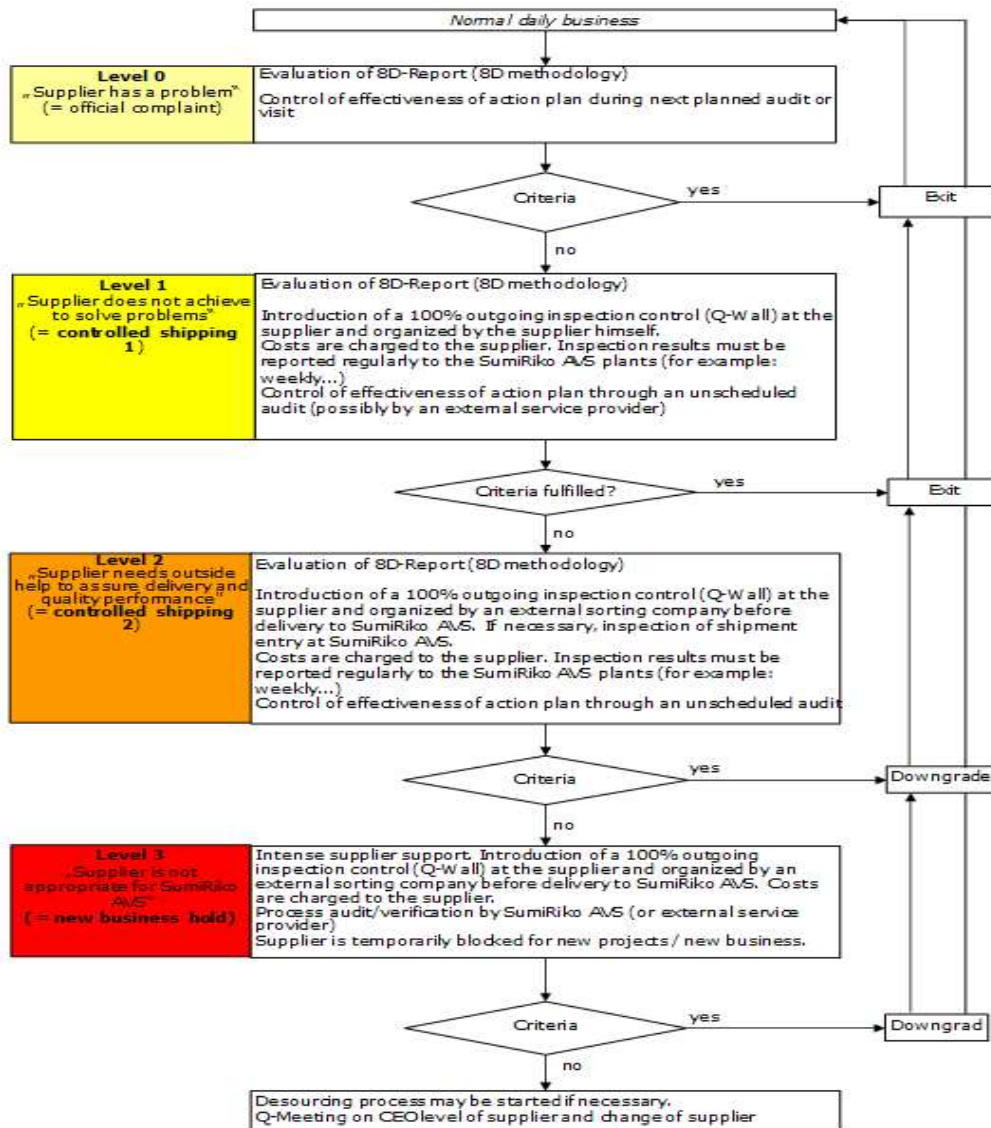 Normal daily business
Level 0
„Supplier has a problem“
(= official complaint)
Evaluation of 8D-Report (8D methodology)
Control of effectiveness of action plan during next planned audit or
visit
Criteria
yes
Exit
no
Level 1
„Supplier does not achieve
to solve problems“
(= controlled shipping
1)
Evaluation of 8D-Report (8D methodology)
Introduction of a 100% outgoing inspection control (Q-Wall) at the
supplier and organized by the supplier himself.
Costs are charged to the supplier. Inspection results must be
reported regularly to the SumiRiko AVS plants (for example:
weekly...)
Control of effectiveness of action plan through an unscheduled
audit (possibly by an external service provider)
Criteria fulfilled?
yes
Exit
no
Level 2
„Supplier needs outside
help to assure delivery and
quality performance“
(= controlled shipping
2)
Evaluation of 8D-Report (8D methodology)
Introduction of a 100% outgoing inspection control (Q-Wall) at the
supplier and organized by an external sorting company before
delivery to SumiRiko AVS. If necessary, inspection of shipment
entry at SumiRiko AVS.
Costs are charged to the supplier. Inspection results must be
reported regularly to the SumiRiko AVS plants (for example:
weekly...)
Control of effectiveness of action plan through an unscheduled audit
Criteria
yes
Downgrade
no
Level 3
„Supplier is not
appropriate for SumiRiko
AVS“
(= new business hold)
Intense supplier support. Introduction of a 100% outgoing
inspection control (Q-Wall) at the supplier and organized by an
external sorting company before delivery to SumiRiko AVS. Costs
are charged to the supplier.
Process audit/verification by SumiRiko AVS (or external service
provider)
Supplier is temporarily blocked for new projects / new business.
Criteria
yes
Downgrad
no
Desourcing process may be started if necessary.
Q-Meeting on CEO level of supplier and change of supplier